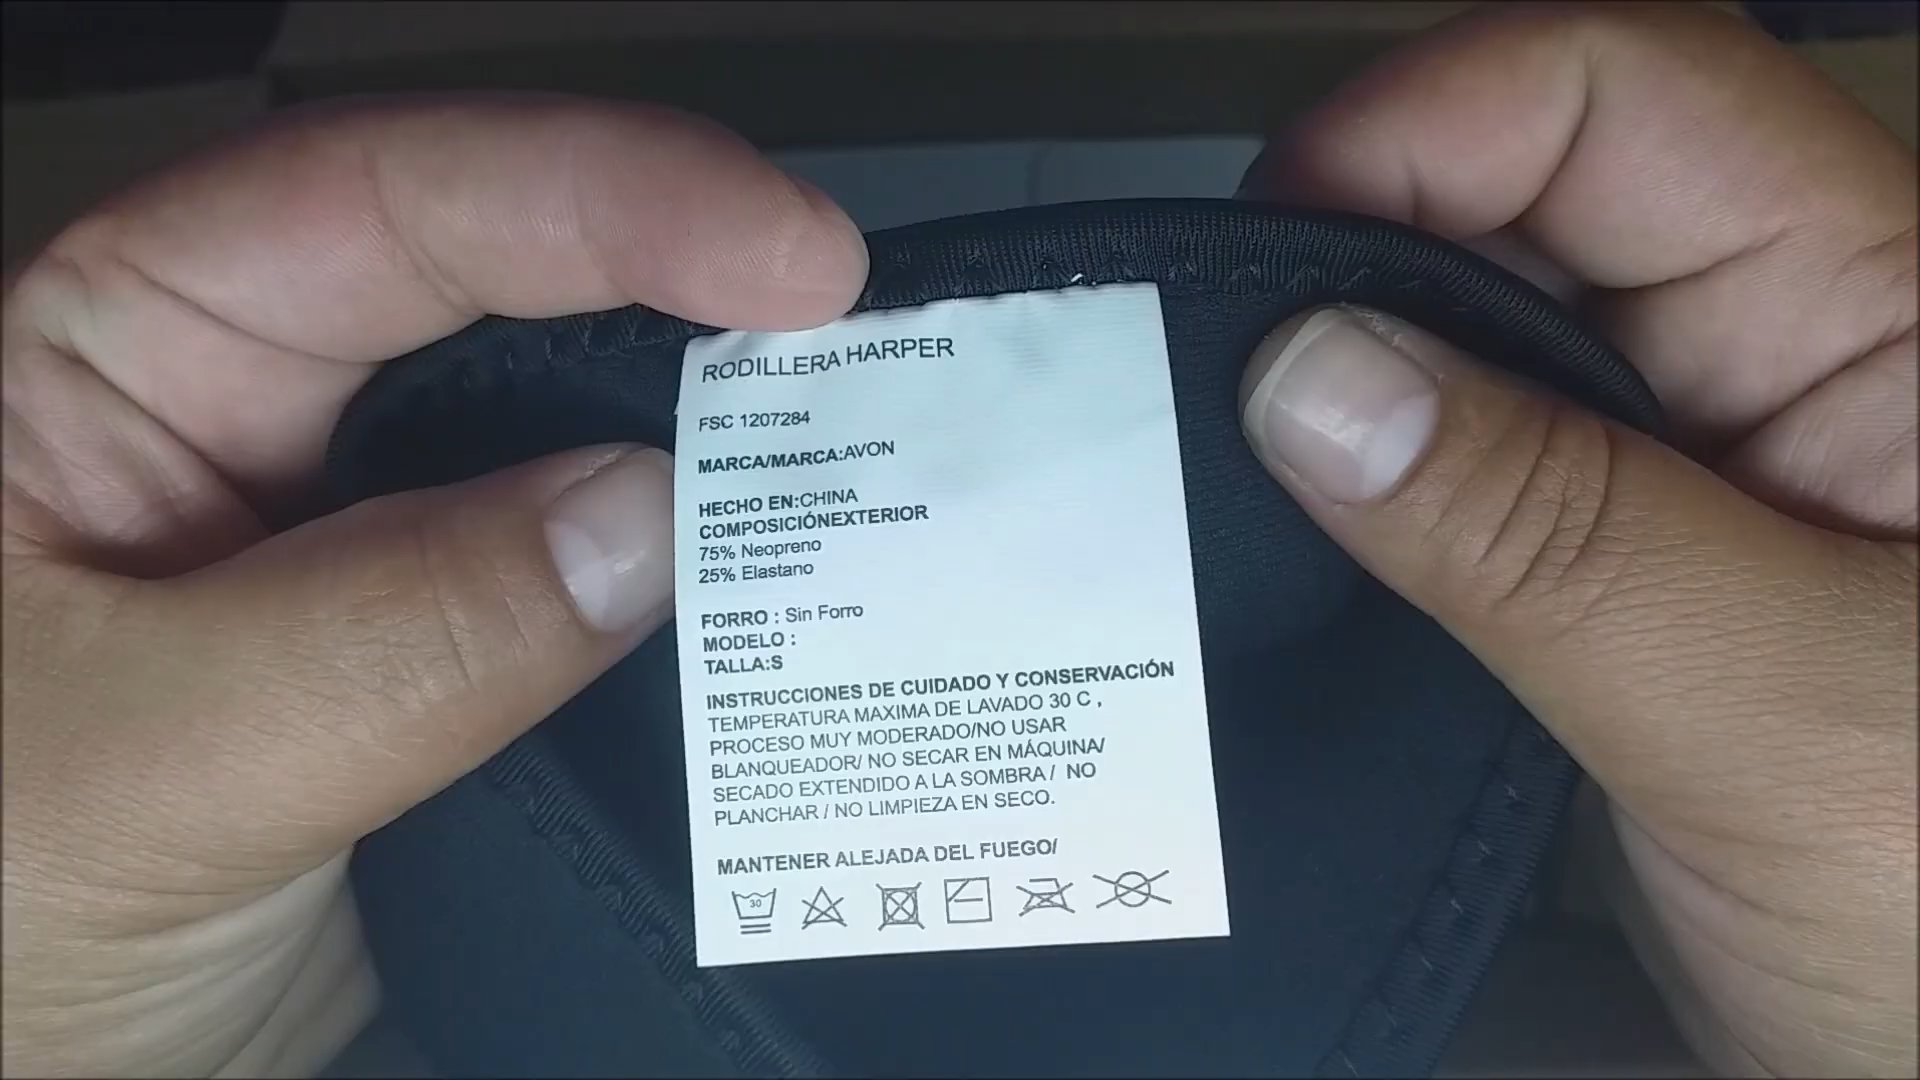 RODILLERA HARPER
FSC 1207284
MARCA/MARCA:AVON
HECHO EN:CHINA
COMPOSICIÓNEXTERIOR
75% Neopreno
25% Elastano
FORRO : Sin Forro
MODELO :
TALLA:S
INSTRUCCIONES DE CUIDADO Y CONSERVACIÓN
TEMPERATURA MAXIMA DE LAVADO 30 C ,
PROCESO MUY MODERADO/NO USAR
BLANQUEADOR/ NO SECAR EN MÁQUINA/
SECADO EXTENDIDO A LA SOMBRA / NO
PLANCHAR / NO LIMPIEZA EN SECO.
MANTENER ALEJADA DEL FUEGO/
30